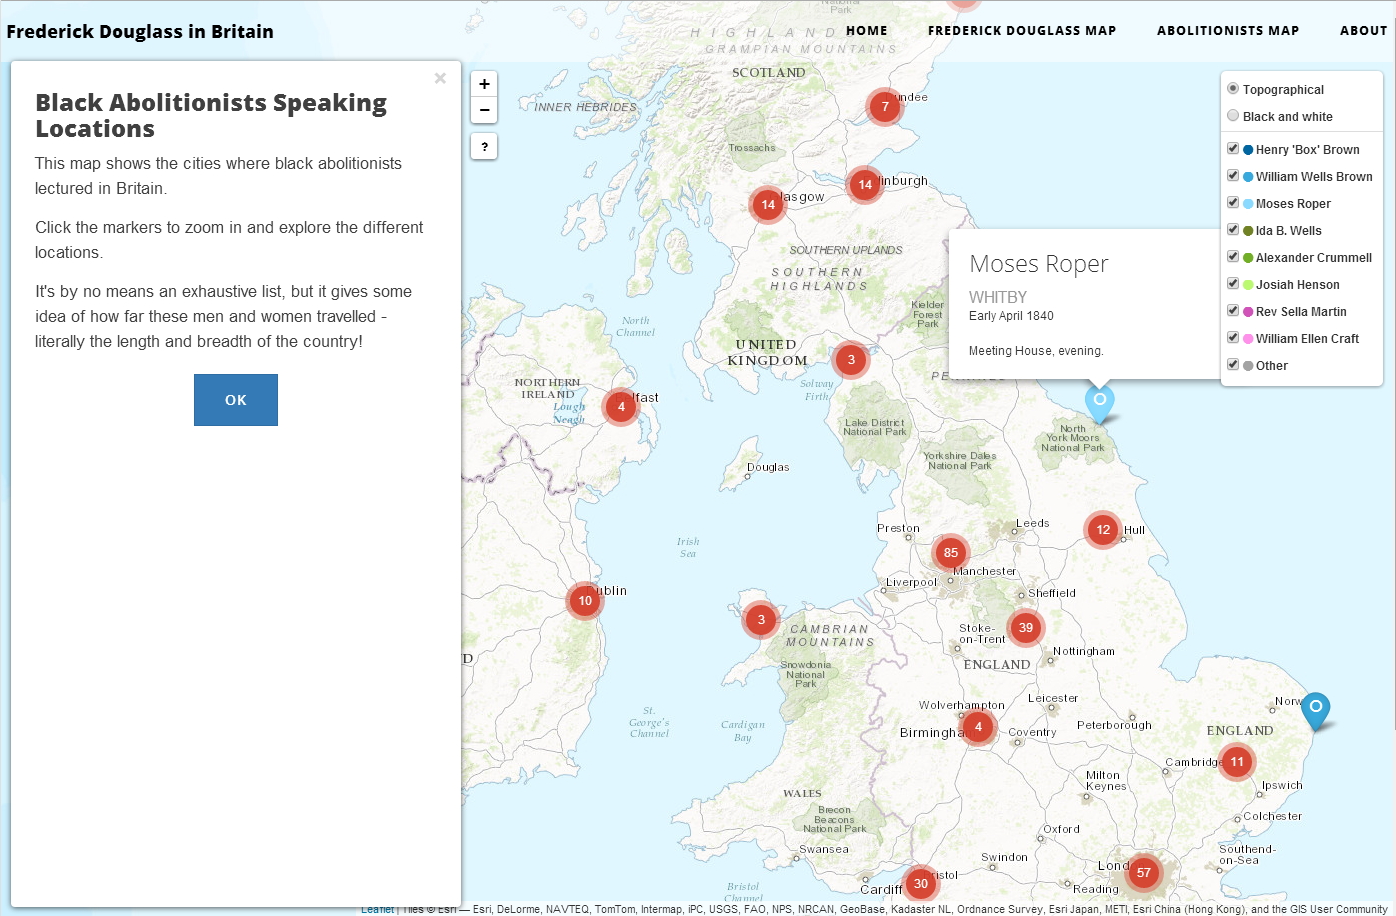 Frederick Douglass in Britain
HOME
FREDERICK DOUGLASS MAP
ABOLITIONISTS MAP
ABOUT
×
Black Abolitionists Speaking
Locations
This map shows the cities where black abolitionists
lectured in Britain.
Click the markers to zoom in and explore the different
locations.
It's by no means an exhaustive list, but it gives some
idea of how far these men and women travelled -
literally the length and breadth of the country!
OK
+
−
?
Topographical
Black and white
Henry 'Box' Brown
William Wells Brown
Moses Roper
Ida B. Wells
Alexander Crummell
Josiah Henson
Rev Sella Martin
William Ellen Craft
Other
Moses Roper
WHITBY
Early April 1840
Meeting House, evening.
National
Park
HIGHLAND
GRAMPIAN MOUNTAINS
SCOTLAND
INNER HEBRIDES
7
Trossachs
14
14
SOUTHERN UPLANDS
SOUTHERN
HIGHLANDS
Kielder
Forest
Park
North
Channel
UNITED
KINGDOM
3
NORTHERN
IRELAND
Lough
Neagh
4
Solway
Firth
Lake District
National Park
North
York Moors
National Park
Yorkshire Dales
National Park
Douglas
Preston
Leeds
12
Hull
Irish
Sea
85
Manchester
Liverpool
Sheffield
10
3
CAMBRIAN
MOUNTAINS
Stoke-
on-Trent
39
Nottingham
ENGLAND
Snowdonia
National
Park
St.
George's
Channel
Cardigan
Bay
Wolverhampton
4
Leicester
Peterborough
Coventry
ENGLAND
Cambridge
11
Milton
Keynes
Ipswich
Colchester
WALES
Brecon
Beacons
National Park
Oxford
Swansea
Swindon
Southend-
on-Sea
57
Reading
Cardiff
30
Bristol
Channel
Leaflet | Tiles © Esri — Esri, DeLorme, NAVTEQ, TomTom, Intermap, iPC, USGS, FAO, NPS, NRCAN, GeoBase, Kadaster NL, Ordnance Survey, Esri Japan, METI, Esri China (Hong Kong), and the GIS User Community